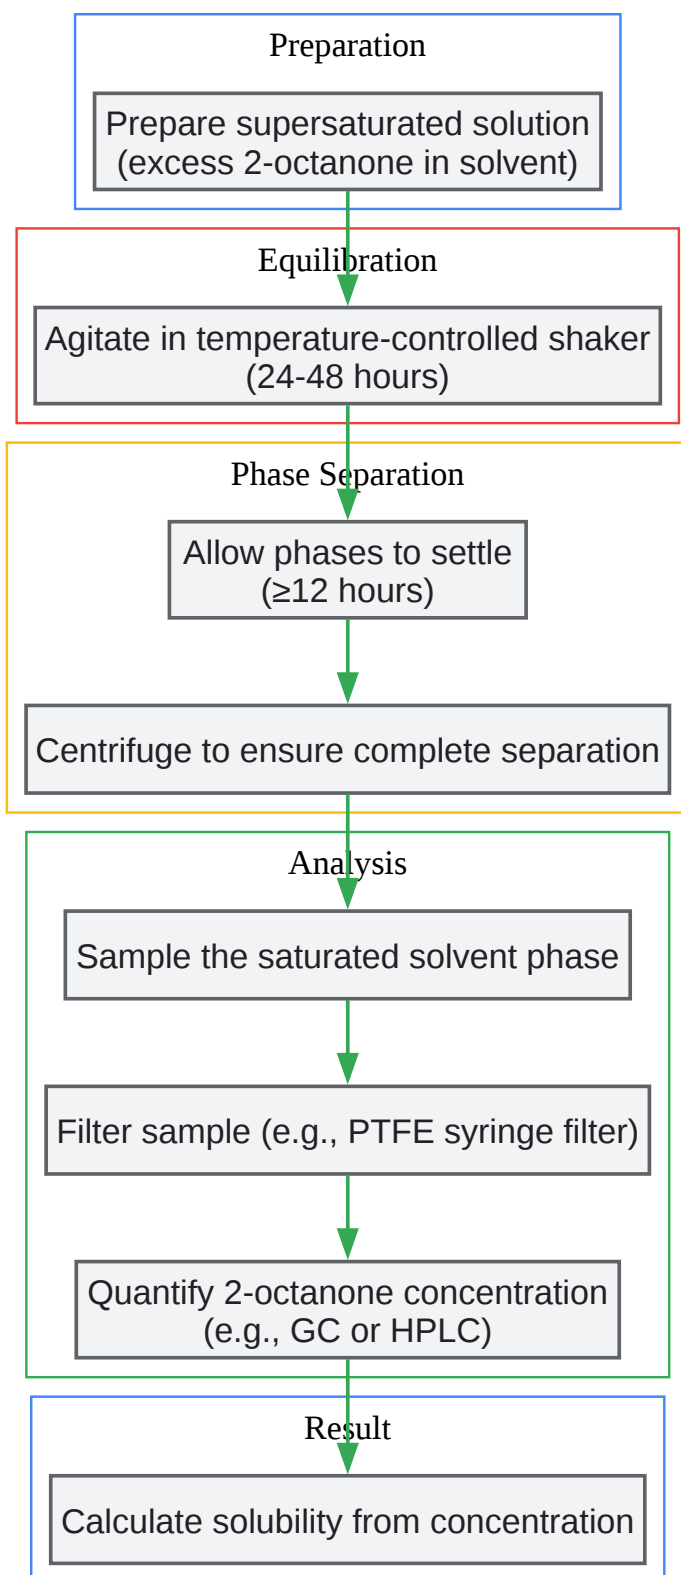 Preparation
Prepare supersaturated solution
(excess 2-octanone in solvent)
Equilibration
Agitate in temperature-controlled shaker
(24-48 hours)
Phase Separation
Allow phases to settle
(≥12 hours)
Centrifuge to ensure complete separation
Analysis
Sample the saturated solvent phase
Filter sample (e.g., PTFE syringe filter)
Quantify 2-octanone concentration
(e.g., GC or HPLC)
Result
Calculate solubility from concentration